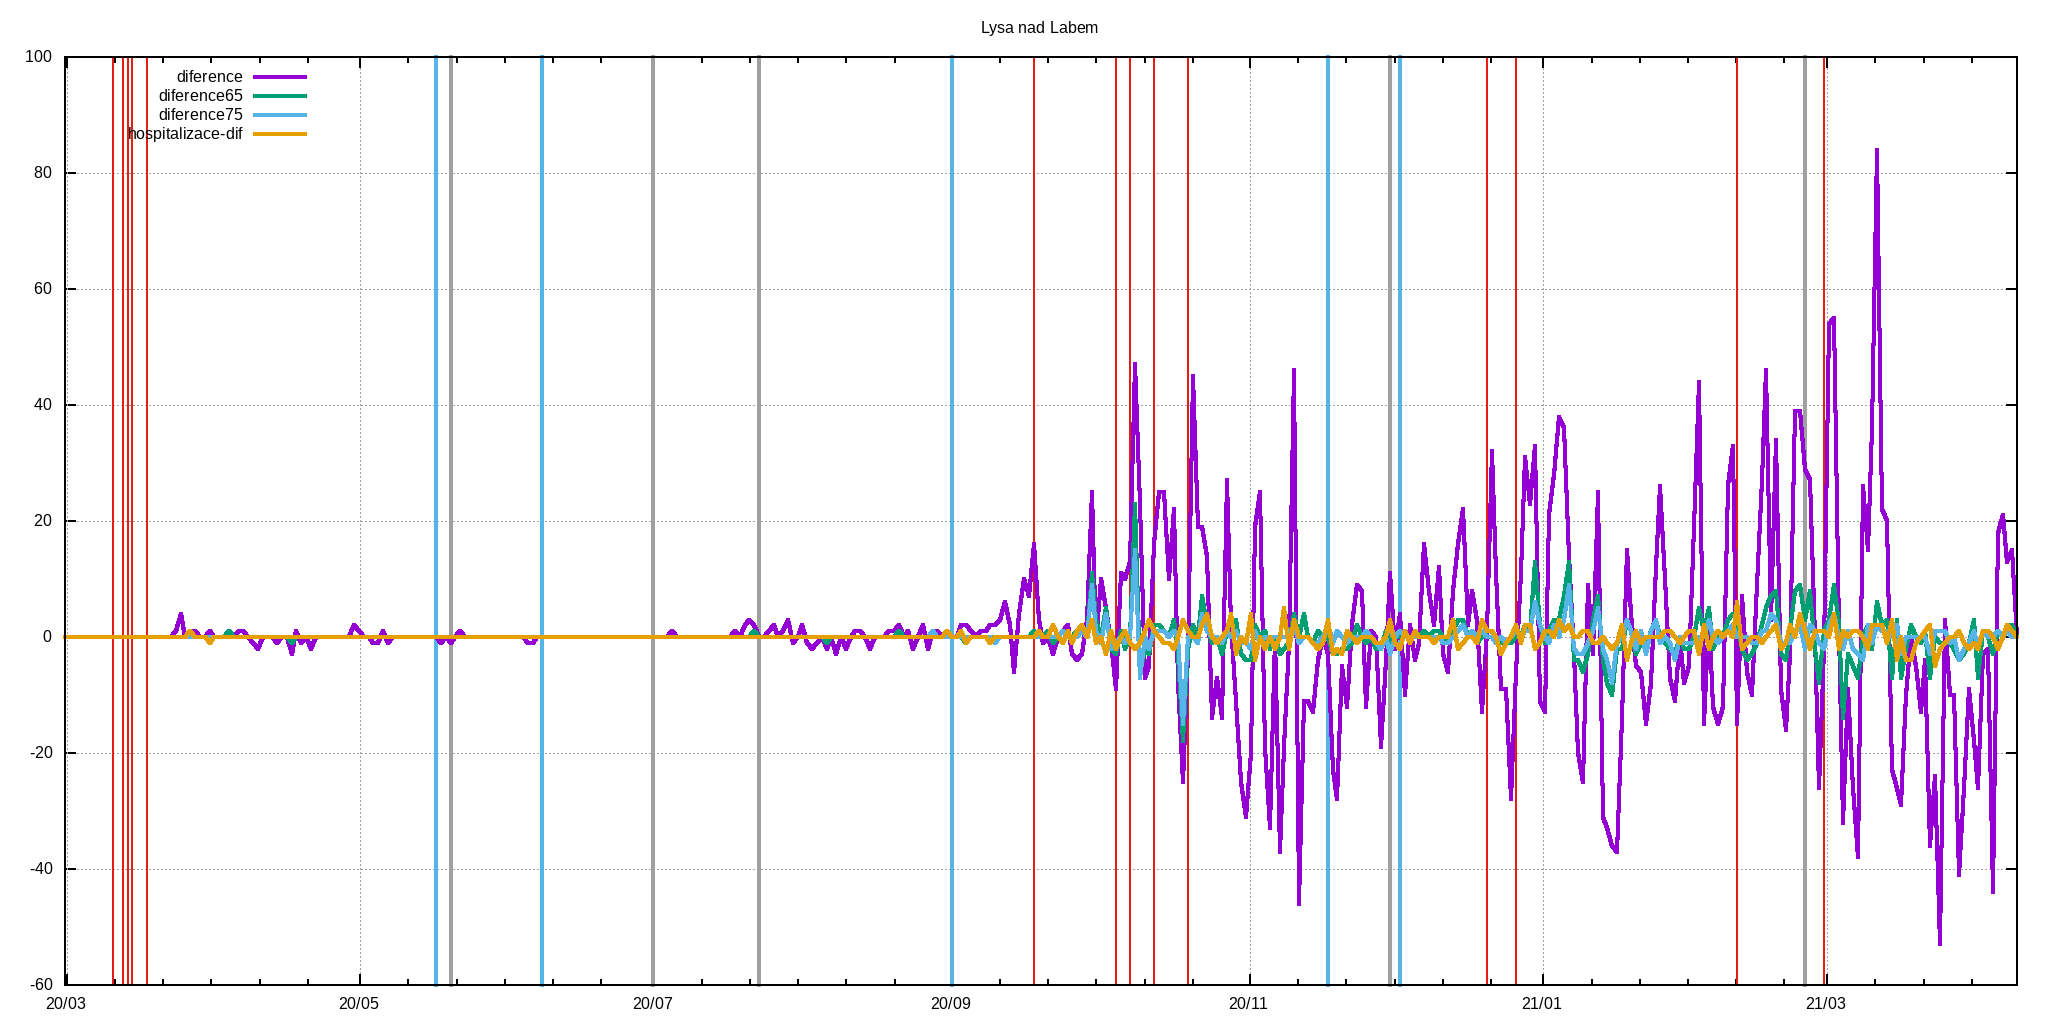 Lysa nad Labem
100
80
60
40
20
0
-20
-40
-60
diference
diference65
diference75
hospitalizace-dif
20/03 20/05 20/07 20/09 20/11 21/01 21/03